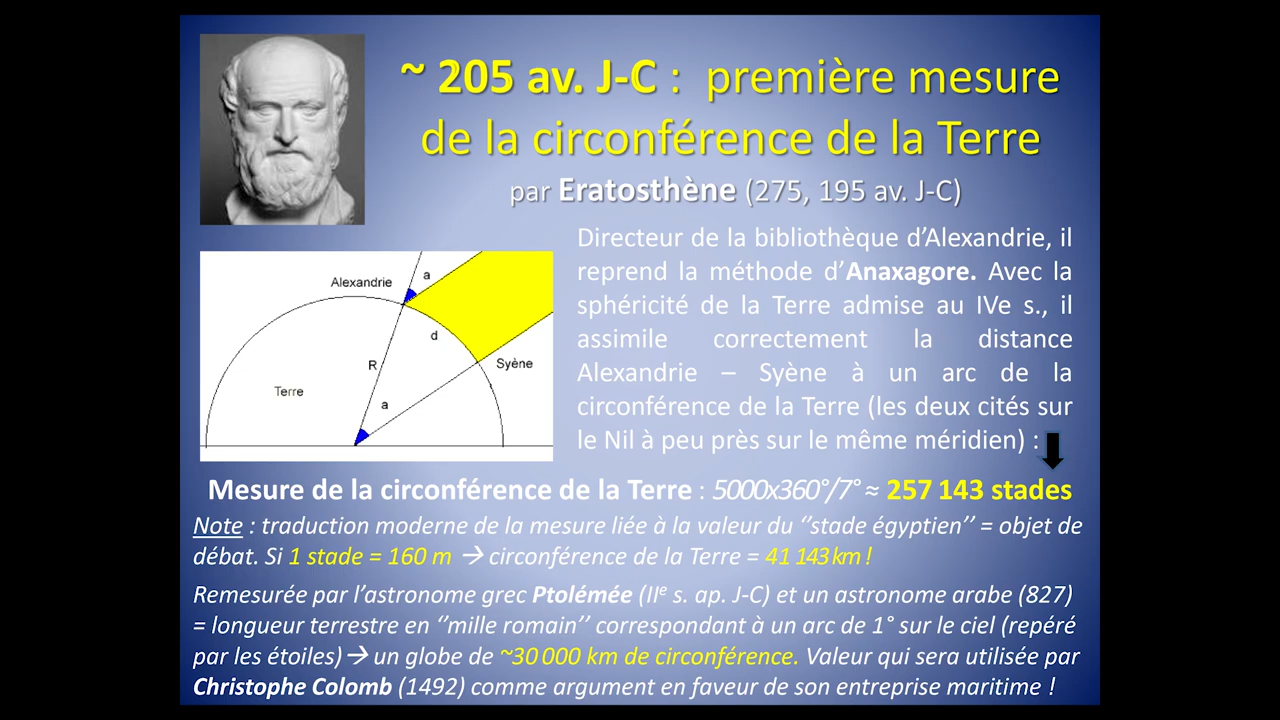 ~ 205 av. J-C : première mesure
de la circonférence de la Terre
par Eratosthène (275, 195 av. J-C)
Alexandrie
a
d
R
Syène
Terre
a
Directeur de la bibliothèque d’Alexandrie, il
reprend la méthode d’Anaxagore. Avec la
sphéricité de la Terre admise au IVe s., il
assimile correctement la distance
Alexandrie – Syène à un arc de la
circonférence de la Terre (les deux cités sur
le Nil à peu près sur le même méridien) :
Mesure de la circonférence de la Terre : 5000x360°/7° ≈ 257 143 stades
Note : traduction moderne de la mesure liée à la valeur du ‘’stade égyptien’’ = objet de
débat. Si 1 stade = 160 m → circonférence de la Terre = 41 143 km !
Remesurée par l’astronome grec Ptolémée (IIe s. ap. J-C) et un astronome arabe (827)
= longueur terrestre en ‘’mille romain’’ correspondant à un arc de 1° sur le ciel (repéré
par les étoiles) → un globe de ~30 000 km de circonférence. Valeur qui sera utilisée par
Christophe Colomb (1492) comme argument en faveur de son entreprise maritime !